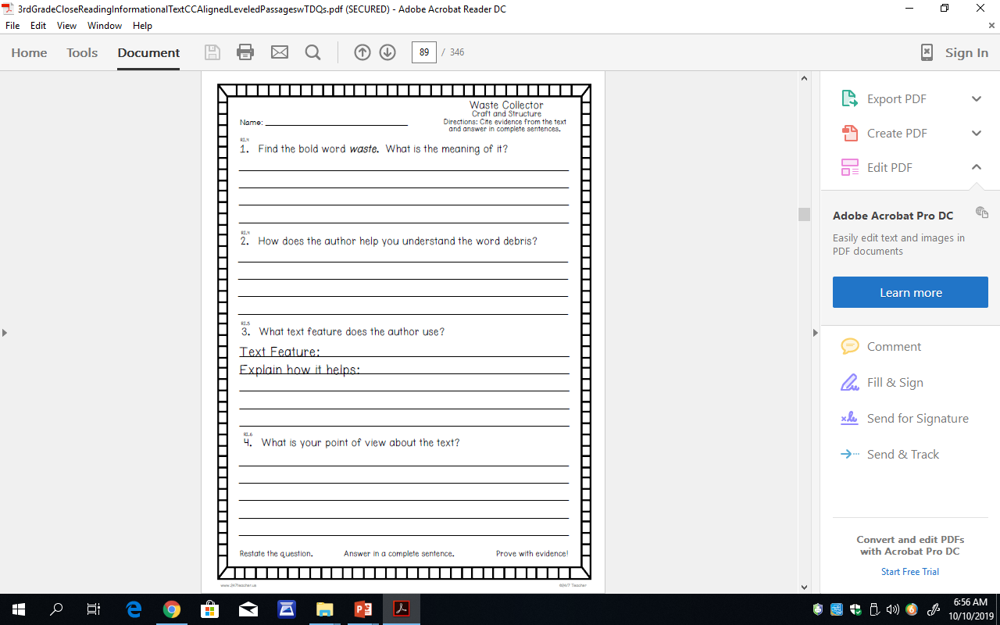 3rdGradeCloseReadingInformationalTextCCAlignedLeveledPassageswTDQs.pdf (SECURED) - Adobe Acrobat Reader DC
File Edit View Window Help
Home Tools Document 89 / 346 Sign In
Export PDF
Create PDF
Edit PDF
Adobe Acrobat Pro DC
Easily edit text and images in
PDF documents
Learn more
Comment
Fill & Sign
Send for Signature
Send & Track
Convert and edit PDFs
with Acrobat Pro DC
Start Free Trial
Waste Collector
Craft and Structure
Name:
Directions: Cite evidence from the text
and answer in complete sentences.
RI.4
1. Find the bold word waste. What is the meaning of it?
RI.4
2. How does the author help you understand the word debris?
RI.5
3. What text feature does the author use?
Text Feature:
Explain how it helps:
RI.6
4. What is your point of view about the text?
Restate the question. Answer in a complete sentence. Prove with evidence!
www.247teacher.us ©24/7 Teacher
6:56 AM
10/10/2019